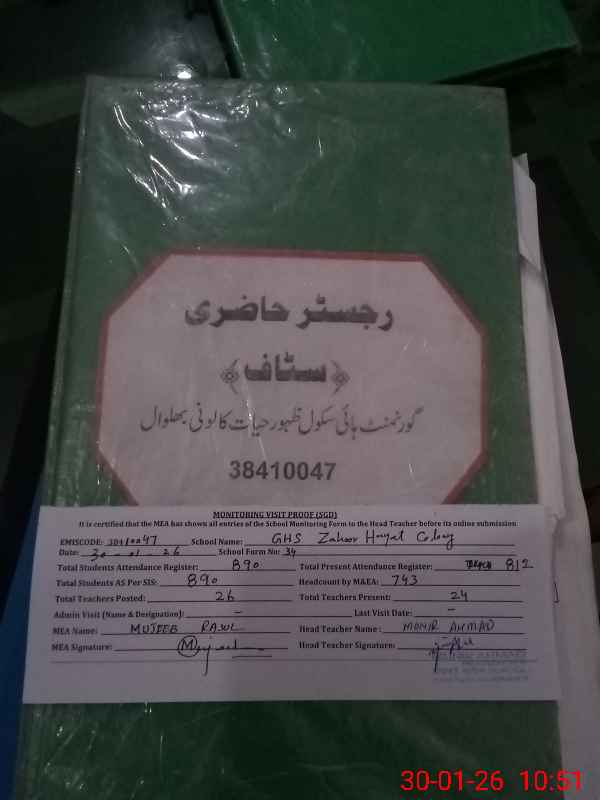 رجسٹر حاضری
﴿سٹاف﴾
گورنمنٹ ہائی سکول ظہور حیات کالونی بھلوال
38410047
MONITORING VISIT PROOF (SGD)
It is certified that the MEA has shown all entries of the School Monitoring Form to the Head Teacher before its online submission
EMISCODE: 38410047 School Name: GHS Zahoor Hayat Colony
Date: 30-01-26 School Form No: 34
Total Students Attendance Register: 890 Total Present Attendance Register: 812
Total Students AS Per SIS: 890 Headcount by M&EA: 743
Total Teachers Posted: 26 Total Teachers Present: 24
Admin Visit (Name & Designation): - Last Visit Date: -
MEA Name: MUJEEB RASUL Head Teacher Name: MONIR AHMAD
MEA Signature: Mujeeb Head Teacher Signature:
30-01-26 10:51